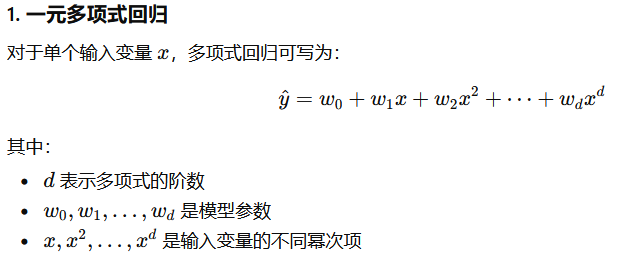 1. 一元多项式回归
对于单个输入变量 x，多项式回归可写为：
ŷ = w₀ + w₁x + w₂x² + ⋯ + w_d x^d
其中：
• d 表示多项式的阶数
• w₀, w₁, …, w_d 是模型参数
• x, x², …, x^d 是输入变量的不同幂次项